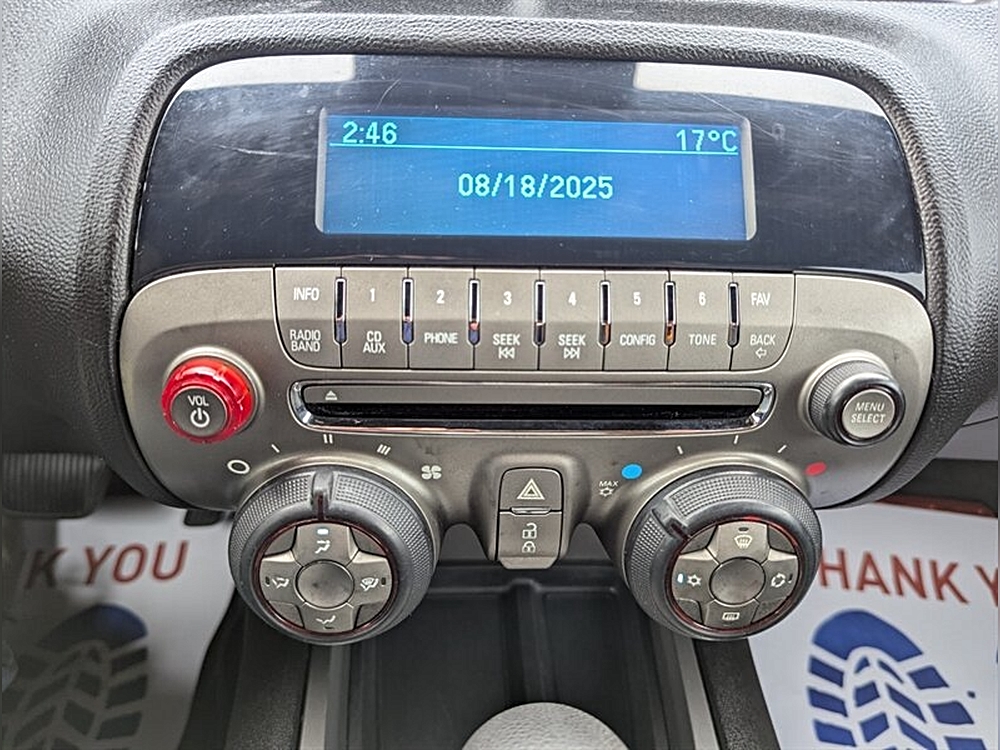 2:46 17°C
08/18/2025
INFO 1 2 3 4 5 6 FAV
RADIO BAND
CD AUX
PHONE
SEEK
SEEK
CONFIG
TONE
BACK
VOL
MENU
SELECT
MAX
K YOU
HANK Y